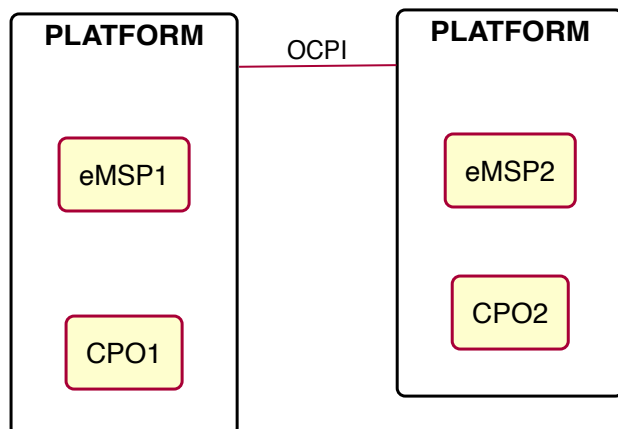 PLATFORM
OCPI
PLATFORM
eMSP1
eMSP2
CPO1
CPO2